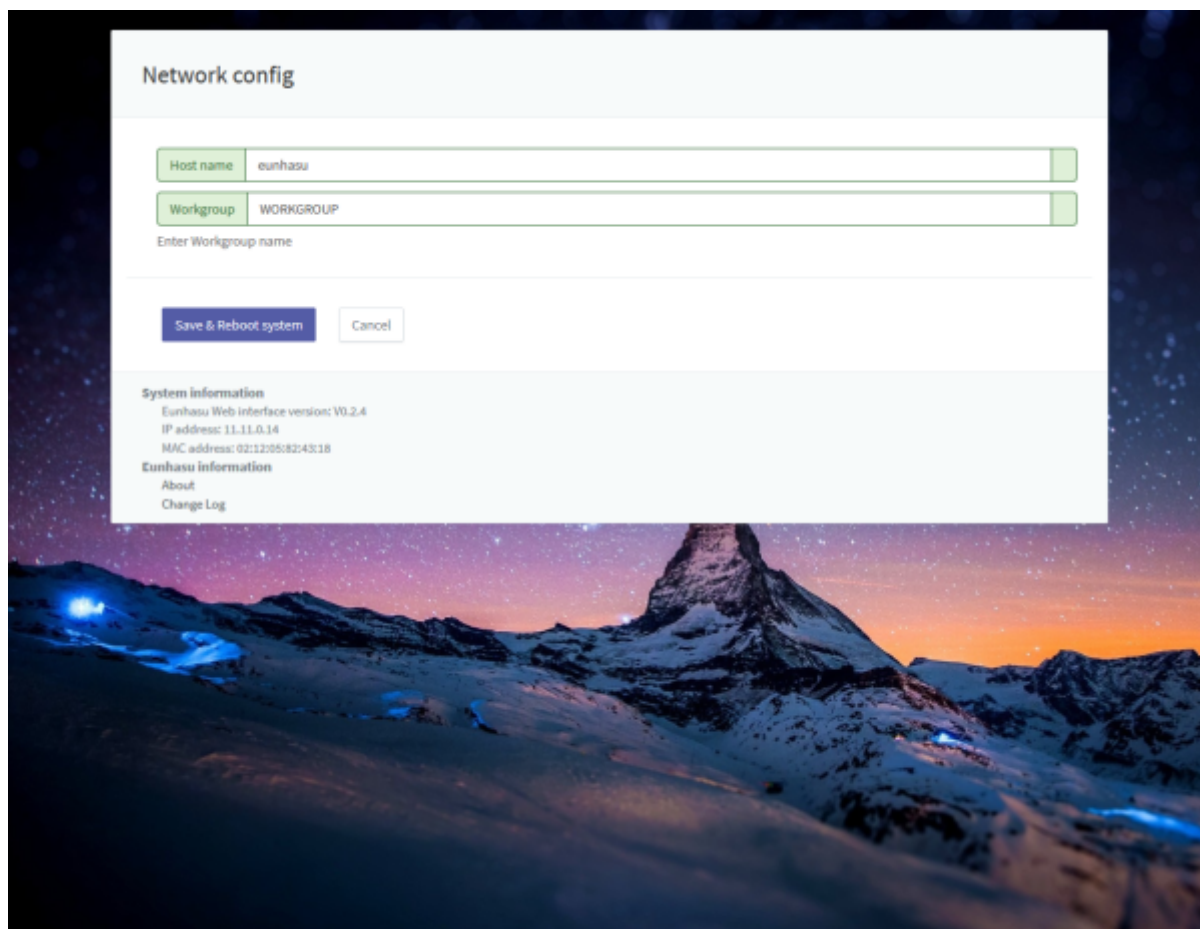 Network config
Host name eunhasu
Workgroup WORKGROUP
Enter Workgroup name
Save & Reboot system Cancel
System information
Eunhasu Web interface version: V0.2.4
IP address: 11.11.0.14
MAC address: 02:12:05:82:43:18
Eunhasu information
About
Change Log